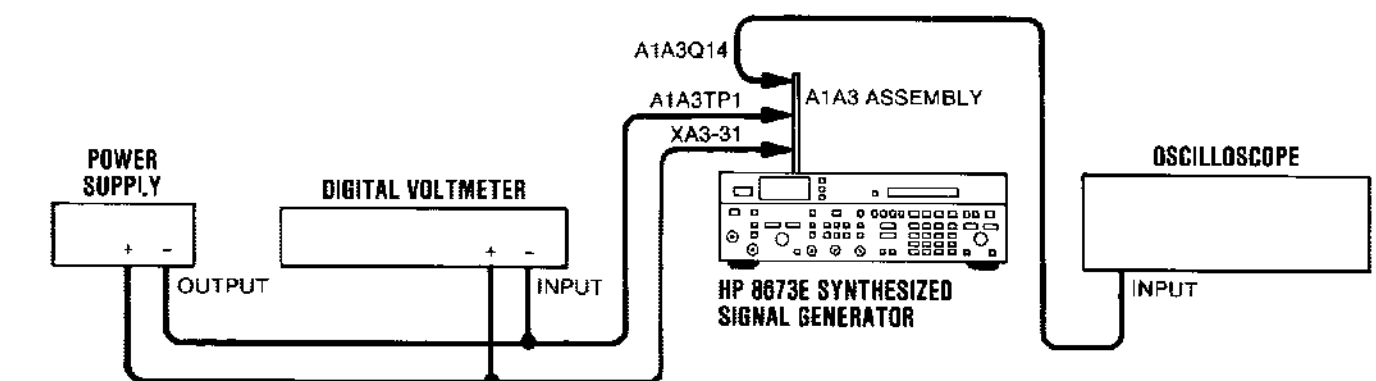 A1A3Q14
A1A3TP1
A1A3 ASSEMBLY
XA3-31
POWER
SUPPLY
DIGITAL VOLTMETER
OSCILLOSCOPE
+ -
+ -
OUTPUT
INPUT
HP 8673E SYNTHESIZED
SIGNAL GENERATOR
INPUT